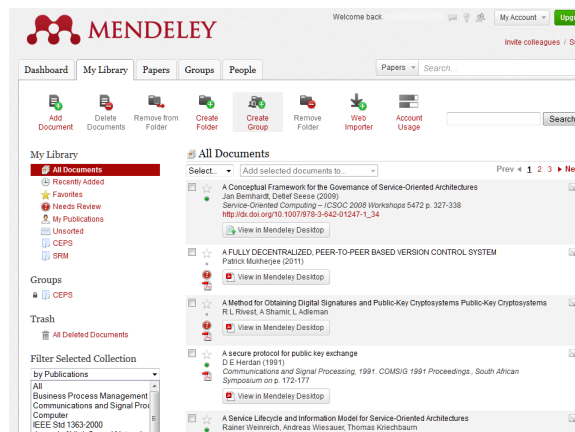 MENDELEY
Welcome back
My Account
Upg
Invite colleagues / S
Dashboard
My Library
Papers
Groups
People
Papers
Search...
Add Document
Delete Documents
Remove from Folder
Create Folder
Create Group
Remove Folder
Web Importer
Account Usage
Search
My Library
All Documents
Recently Added
Favorites
Needs Review
My Publications
Unsorted
CEPS
SRM
Groups
CEPS
Trash
All Deleted Documents
Filter Selected Collection
by Publications
All
Business Process Management
Communications and Signal Proc
Computer
IEEE Std 1363-2000
All Documents
Select...
Add selected documents to...
Prev 1 2 3 Ne
A Conceptual Framework for the Governance of Service-Oriented Architectures
Jan Bernhardt, Detlef Seese (2009)
Service-Oriented Computing – ICSOC 2008 Workshops 5472 p. 327-338
http://dx.doi.org/10.1007/978-3-642-01247-1_34
View in Mendeley Desktop
A FULLY DECENTRALIZED, PEER-TO-PEER BASED VERSION CONTROL SYSTEM
Patrick Mukherjee (2011)
View in Mendeley Desktop
A Method for Obtaining Digital Signatures and Public-Key Cryptosystems Public-Key Cryptosystems
R L Rivest, A Shamir, L Adleman
View in Mendeley Desktop
A secure protocol for public key exchange
D E Herdan (1991)
Communications and Signal Processing, 1991. COMSIG 1991 Proceedings., South African
Symposium on p. 172-177
View in Mendeley Desktop
A Service Lifecycle and Information Model for Service-Oriented Architectures
Rainer Weinreich, Andreas Wiesauer, Thomas Kriechbaum